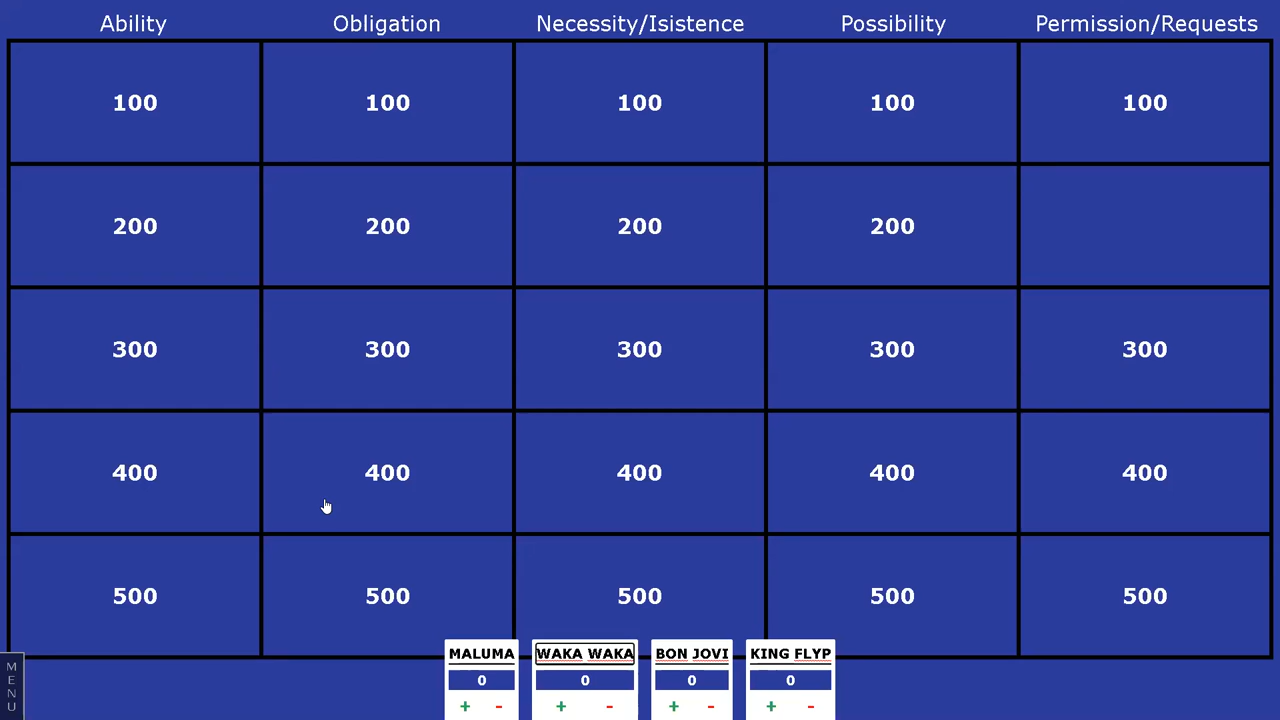 Ability Obligation Necessity/Isistence Possibility Permission/Requests
100 100 100 100 100
200 200 200 200
300 300 300 300 300
400 400 400 400 400
500 500 500 500 500
MALUMA WAKA WAKA BON JOVI KING FLYP
0 0 0 0
+ - + - + - + -
MENU